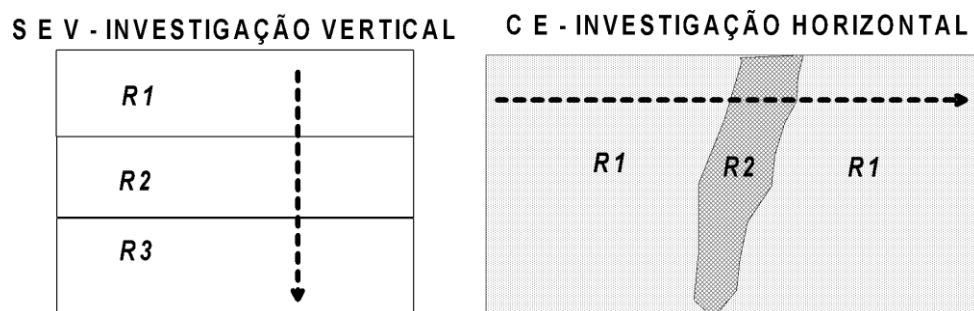 S E V - INVESTIGAÇÃO VERTICAL
R1
R2
R3
C E - INVESTIGAÇÃO HORIZONTAL
R1 R2 R1